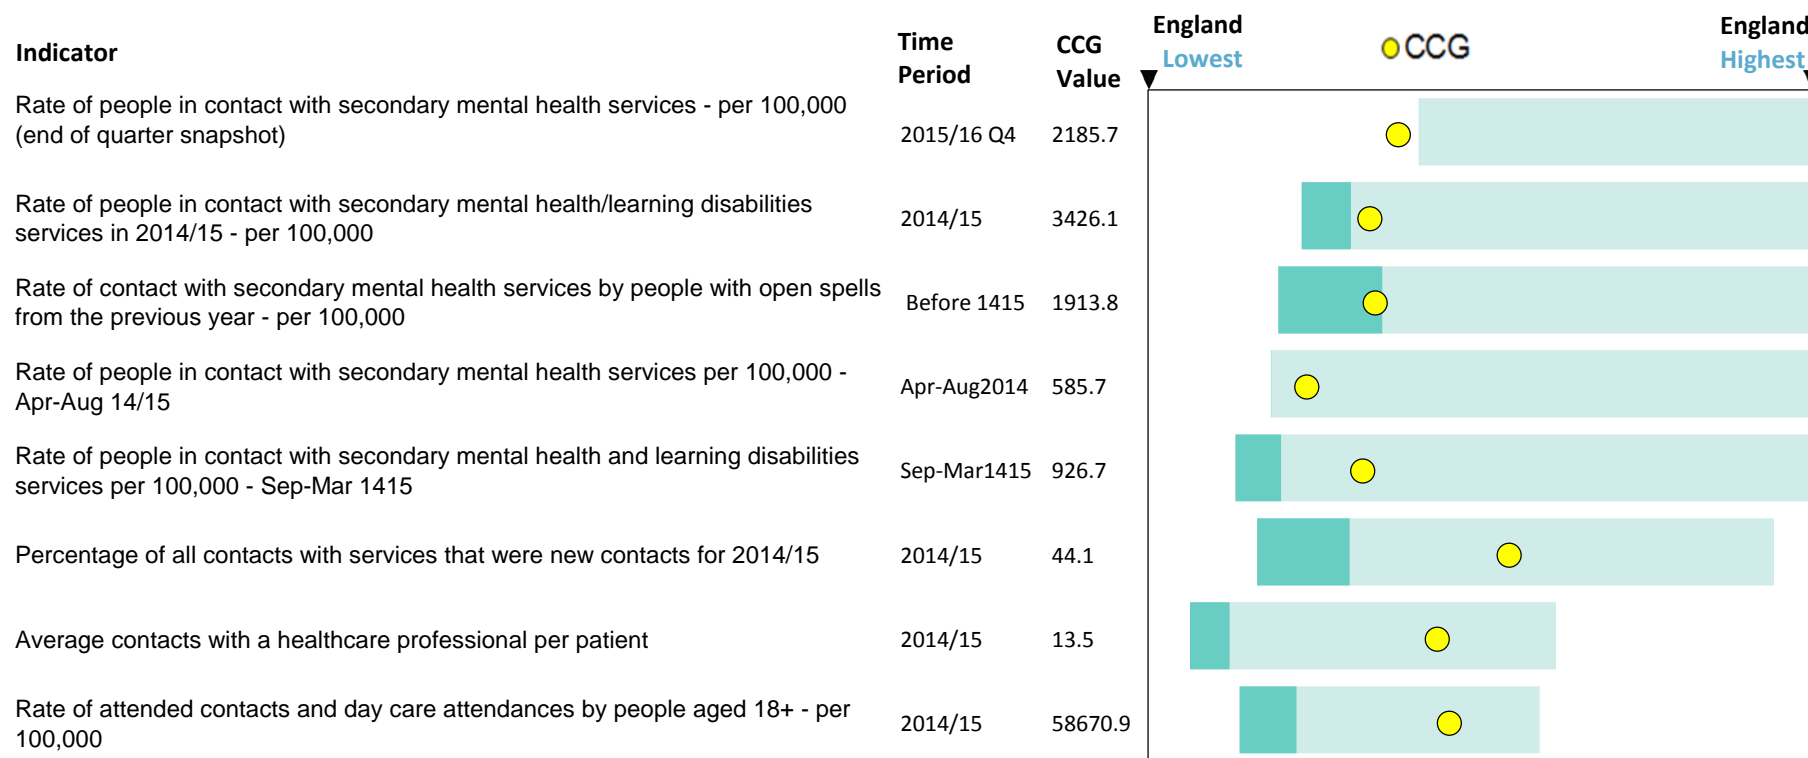 Indicator
Time
Period
CCG
Value
England
Lowest
CCG
England
Highest
Rate of people in contact with secondary mental health services - per 100,000
(end of quarter snapshot)
2015/16 Q4
2185.7
Rate of people in contact with secondary mental health/learning disabilities
services in 2014/15 - per 100,000
2014/15
3426.1
Rate of contact with secondary mental health services by people with open spells
from the previous year - per 100,000
Before 1415
1913.8
Rate of people in contact with secondary mental health services per 100,000 -
Apr-Aug 14/15
Apr-Aug2014
585.7
Rate of people in contact with secondary mental health and learning disabilities
services per 100,000 - Sep-Mar 1415
Sep-Mar1415
926.7
Percentage of all contacts with services that were new contacts for 2014/15
2014/15
44.1
Average contacts with a healthcare professional per patient
2014/15
13.5
Rate of attended contacts and day care attendances by people aged 18+ - per
100,000
2014/15
58670.9